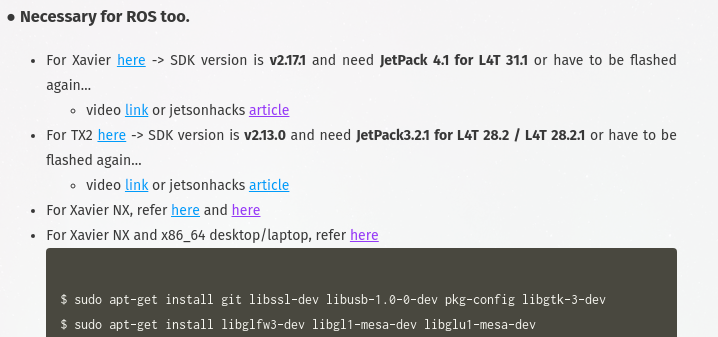 ● Necessary for ROS too.
• For Xavier here -> SDK version is v2.17.1 and need JetPack 4.1 for L4T 31.1 or have to be flashed
again...
◦ video link or jetsonhacks article
• For TX2 here -> SDK version is v2.13.0 and need JetPack3.2.1 for L4T 28.2 / L4T 28.2.1 or have to be
flashed again...
◦ video link or jetsonhacks article
• For Xavier NX, refer here and here
• For Xavier NX and x86_64 desktop/laptop, refer here
$ sudo apt-get install git libssl-dev libusb-1.0-0-dev pkg-config libgtk-3-dev
$ sudo apt-get install libglfw3-dev libgl1-mesa-dev libglu1-mesa-dev